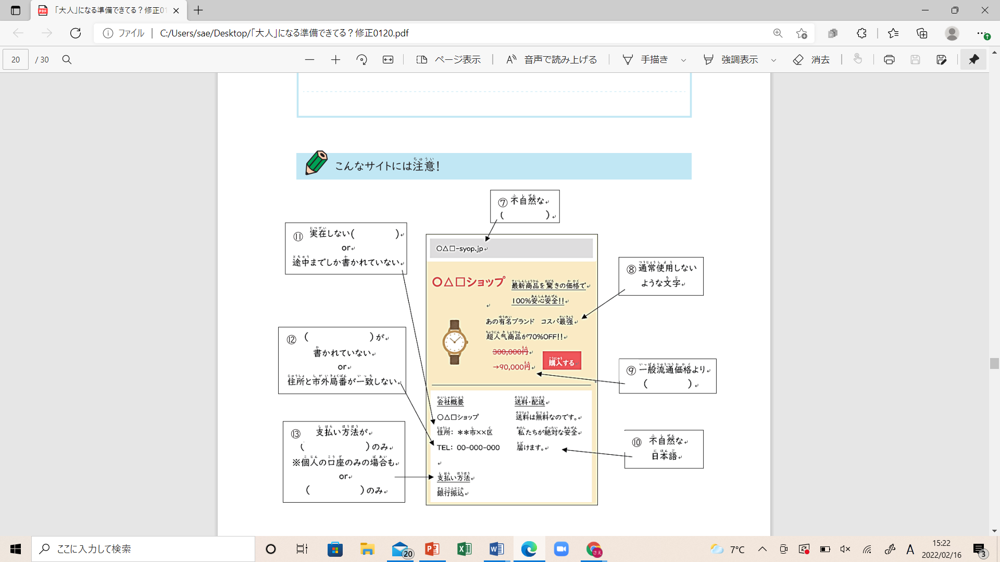 「大人」になる準備できてる？修正01
ファイル
C:/Users/sae/Desktop/「大人」になる準備できてる？修正0120.pdf
20 / 30
ページ表示
音声で読み上げる
手描き
強調表示
消去
こんなサイトには注意！
⑦ 不自然な
（　　　　）
⑪ 実在しない（　　　　）
or
途中までしか書かれていない
○△□-syop.jp
⑧ 通常使用しない
ような文字
○△□ショップ
最新商品を驚きの価格で
100%安心安全!!
あの有名ブランド　コスパ最强
超人气商品が70%OFF!!
300,000円
→90,000円
購入する
⑫ （　　　　　　）が
書かれていない
or
住所と市外局番が一致しない
⑨ 一般流通価格より
（　　　　）
会社概要
○△□ショップ
住所：＊＊市××区
TEL：00-000-000
支払い方法
銀行振込
送料・配送
送料は無料なのです。
私たちが絶対な安全
届けます。
⑬ 支払い方法が
（　　　　　　）のみ
※個人の口座のみの場合も
or
（　　　　　）のみ
⑩ 不自然な
日本語
ここに入力して検索
20
さえ
7°C
A
15:22
2022/02/16
3